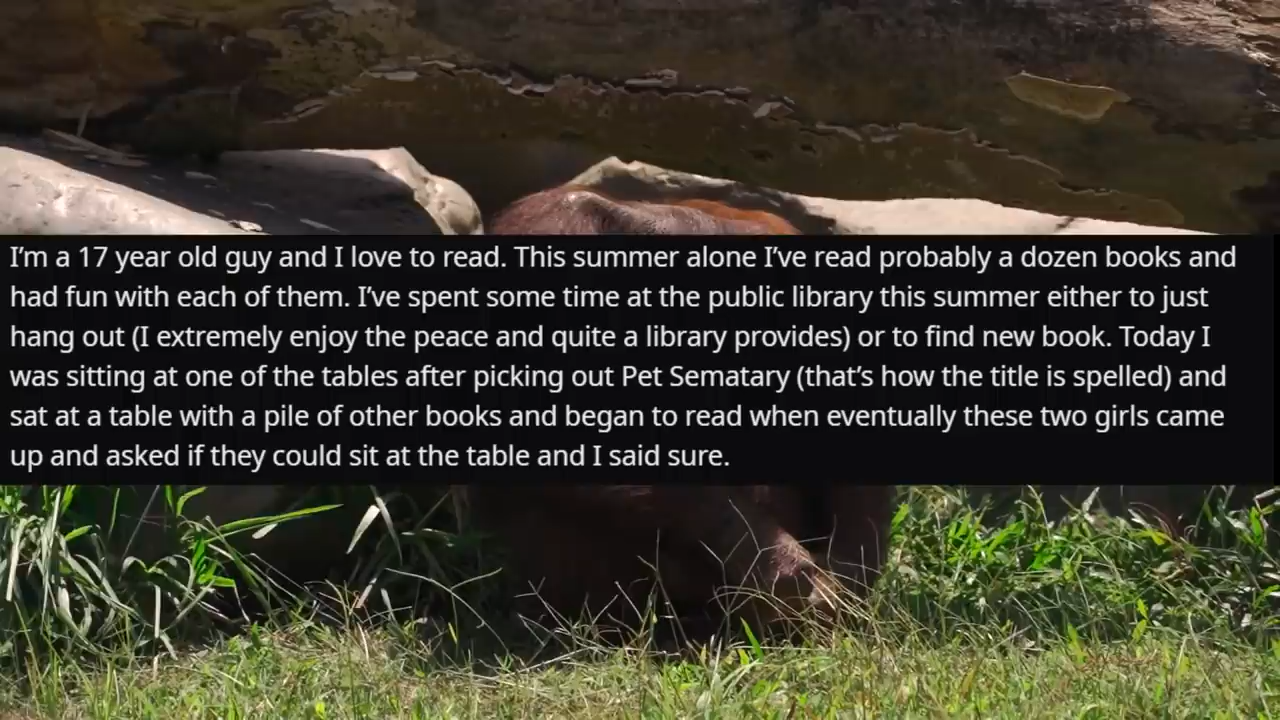 I’m a 17 year old guy and I love to read. This summer alone I’ve read probably a dozen books and
had fun with each of them. I’ve spent some time at the public library this summer either to just
hang out (I extremely enjoy the peace and quite a library provides) or to find new book. Today I
was sitting at one of the tables after picking out Pet Sematary (that’s how the title is spelled) and
sat at a table with a pile of other books and began to read when eventually these two girls came
up and asked if they could sit at the table and I said sure.